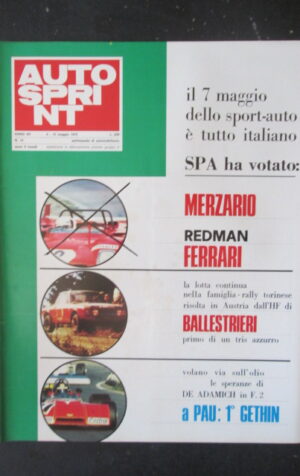 AUTO
SPRI
NT
il 7 maggio
dello sport-auto
è tutto italiano
SPA ha votato:
MERZARIO
REDMAN
FERRARI
la lotta continua
nella famiglia-rally torinese
risolta in Austria dall'HF di
BALLESTRIERI
primo di un tris azzurro
volano via sull'olio
le speranze di
DE ADAMICH in F. 2
a PAU: 1° GETHIN